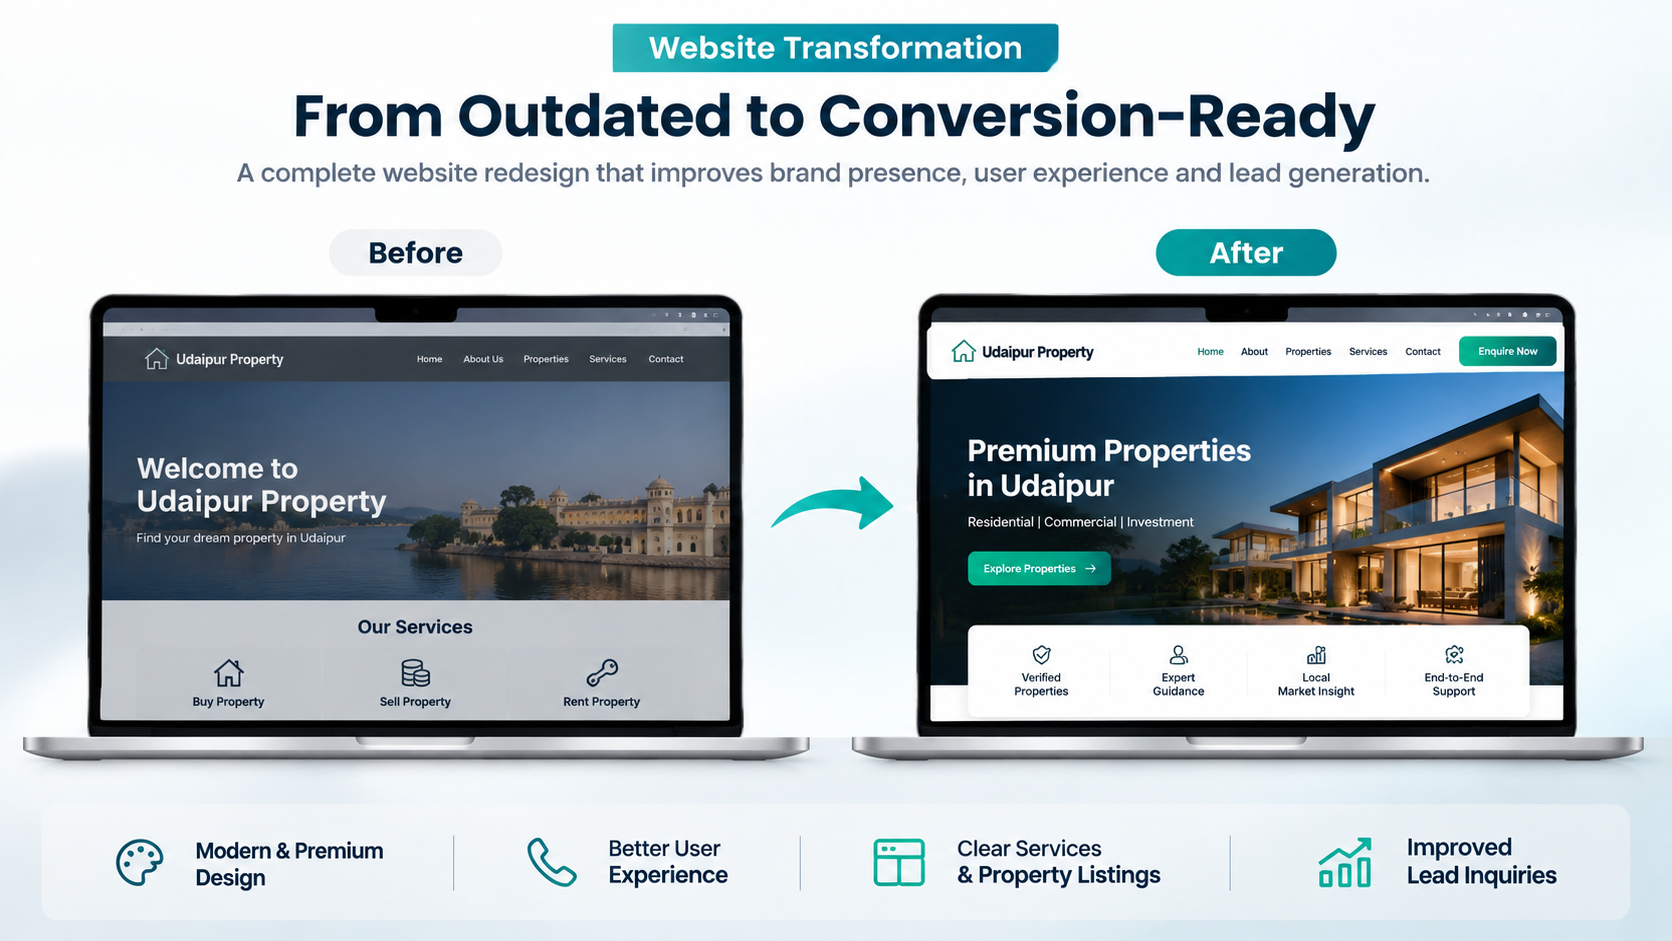 Website Transformation
From Outdated to Conversion-Ready
A complete website redesign that improves brand presence, user experience and lead generation.
Before
Udaipur Property
Home About Us Properties Services Contact
Welcome to
Udaipur Property
Find your dream property in Udaipur
Our Services
Buy Property
Sell Property
Rent Property
After
Udaipur Property
Home About Properties Services Contact Enquire Now
Premium Properties
in Udaipur
Residential | Commercial | Investment
Explore Properties →
Verified
Properties
Expert
Guidance
Local
Market Insight
End-to-End
Support
Modern & Premium
Design
Better User
Experience
Clear Services
& Property Listings
Improved
Lead Inquiries